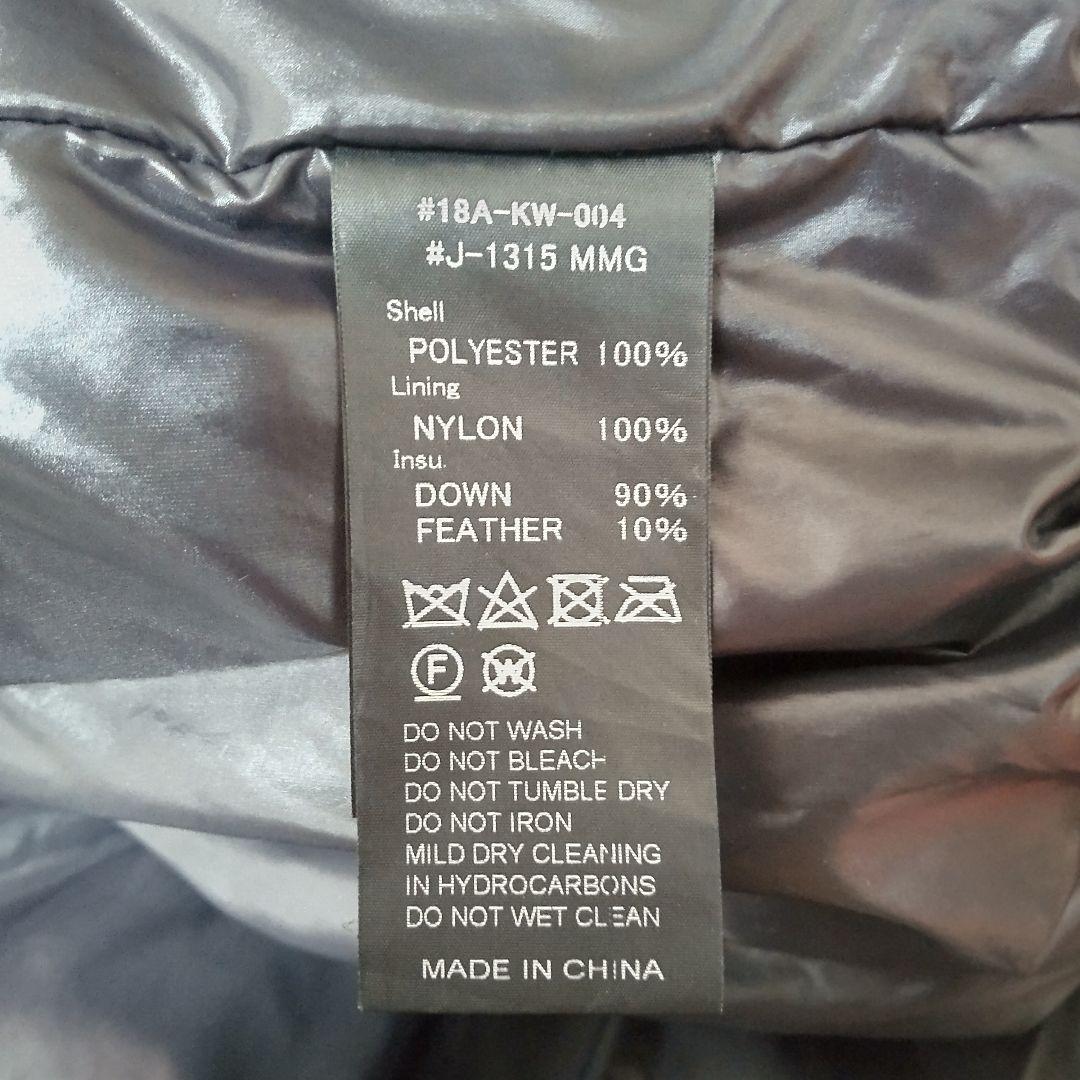 #18A-KW-004
#J-1315 MMG
Shell
POLYESTER 100%
Lining
NYLON 100%
Insu.
DOWN 90%
FEATHER 10%
F W
DO NOT WASH
DO NOT BLEACH
DO NOT TUMBLE DRY
DO NOT IRON
MILD DRY CLEANING
IN HYDROCARBONS
DO NOT WET CLEAN
MADE IN CHINA